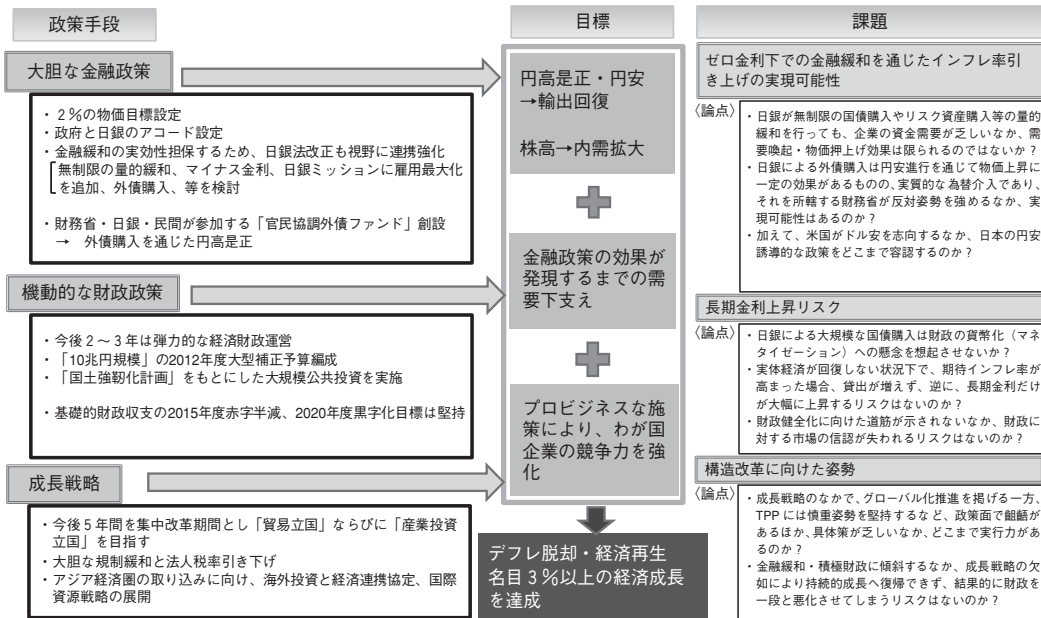 政策手段
大胆な金融政策
・２％の物価目標設定
・政府と日銀のアコード設定
・金融緩和の実効性担保するため、日銀法改正も視野に連携強化
無制限の量的緩和、マイナス金利、日銀ミッションに雇用最大化
を追加、外債購入、等を検討
・財務省・日銀・民間が参加する「官民協調外債ファンド」創設
→　外債購入を通じた円高是正
機動的な財政政策
・今後２～３年は弾力的な経済財政運営
・「10兆円規模」の2012年度大型補正予算編成
・「国土強靱化計画」をもとにした大規模公共投資を実施
・基礎的財政収支の2015年度赤字半減、2020年度黒字化目標は堅持
成長戦略
・今後５年間を集中改革期間とし「貿易立国」ならびに「産業投資
立国」を目指す
・大胆な規制緩和と法人税率引き下げ
・アジア経済圏の取り込みに向け、海外投資と経済連携協定、国際
資源戦略の展開
目標
円高是正・円安
→輸出回復
株高→内需拡大
金融政策の効果が
発現するまでの需
要下支え
プロビジネスな施
策により、わが国
企業の競争力を強
化
デフレ脱却・経済再生
名目３％以上の経済成長
を達成
課題
ゼロ金利下での金融緩和を通じたインフレ率引
き上げの実現可能性
〈論点〉
・日銀が無制限の国債購入やリスク資産購入等の量的
緩和を行っても、企業の資金需要が乏しいなか、需
要喚起・物価押上げ効果は限られるのではないか？
・日銀による外債購入は円安進行を通じて物価上昇に
一定の効果があるものの、実質的な為替介入であり、
それを所轄する財務省が反対姿勢を強めるなか、実
現可能性はあるのか？
・加えて、米国がドル安を志向するなか、日本の円安
誘導的な政策をどこまで容認するのか？
長期金利上昇リスク
〈論点〉
・日銀による大規模な国債購入は財政の貨幣化（マネ
タイゼーション）への懸念を想起させないか？
・実体経済が回復しない状況下で、期待インフレ率が
高まった場合、貸出が増えず、逆に、長期金利だけ
が大幅に上昇するリスクはないのか？
・財政健全化に向けた道筋が示されないなか、財政に
対する市場の信認が失われるリスクはないのか？
構造改革に向けた姿勢
〈論点〉
・成長戦略のなかで、グローバル化推進を掲げる一方、
TPPには慎重姿勢を堅持するなど、政策面で齟齬が
あるほか、具体策が乏しいなか、どこまで実行力があ
るのか？
・金融緩和・積極財政に傾斜するなか、成長戦略の欠
如により持続的成長へ復帰できず、結果的に財政を
一段と悪化させてしまうリスクはないのか？